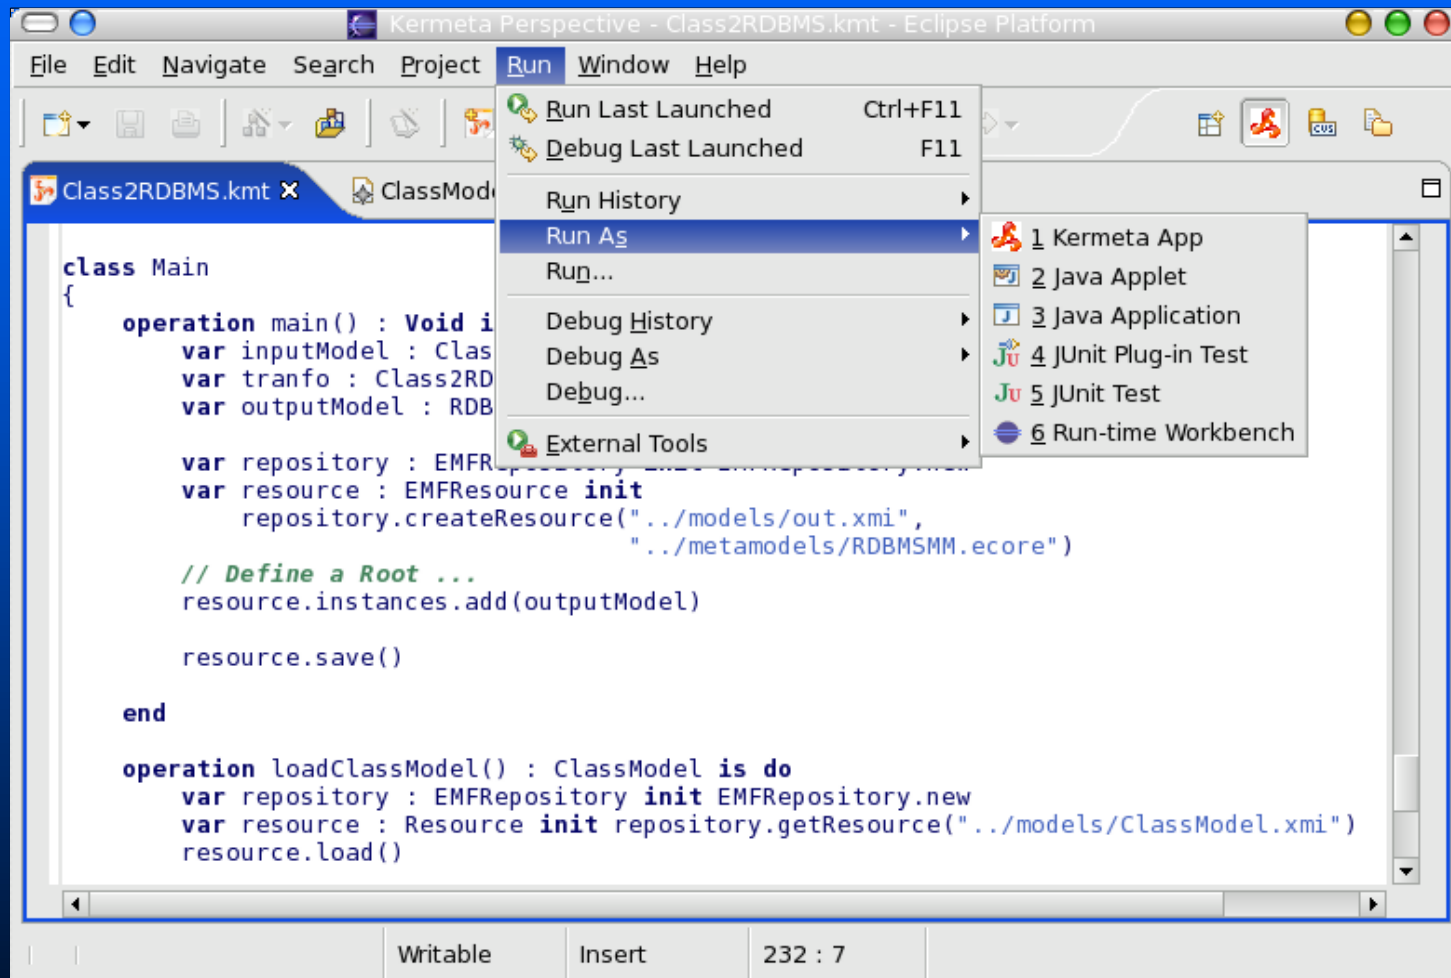 Kermeta Perspective - Class2RDBMS.kmt - Eclipse Platform
File Edit Navigate Search Project Run Window Help
Run Last Launched Ctrl+F11
Debug Last Launched F11
Run History
Run As
Run...
Debug History
Debug As
Debug...
External Tools
1 Kermeta App
2 Java Applet
3 Java Application
4 JUnit Plug-in Test
5 JUnit Test
6 Run-time Workbench
CVS
Class2RDBMS.kmt ClassMod
class Main
{
operation main() : Void i
var inputModel : Clas
var tranfo : Class2RD
var outputModel : RDB
var repository : EMFRepository init EMFRepository.new
var resource : EMFResource init
repository.createResource("../models/out.xmi",
"../metamodels/RDBMSMM.ecore")
// Define a Root ...
resource.instances.add(outputModel)
resource.save()
end
operation loadClassModel() : ClassModel is do
var repository : EMFRepository init EMFRepository.new
var resource : Resource init repository.getResource("../models/ClassModel.xmi")
resource.load()
Writable Insert 232 : 7